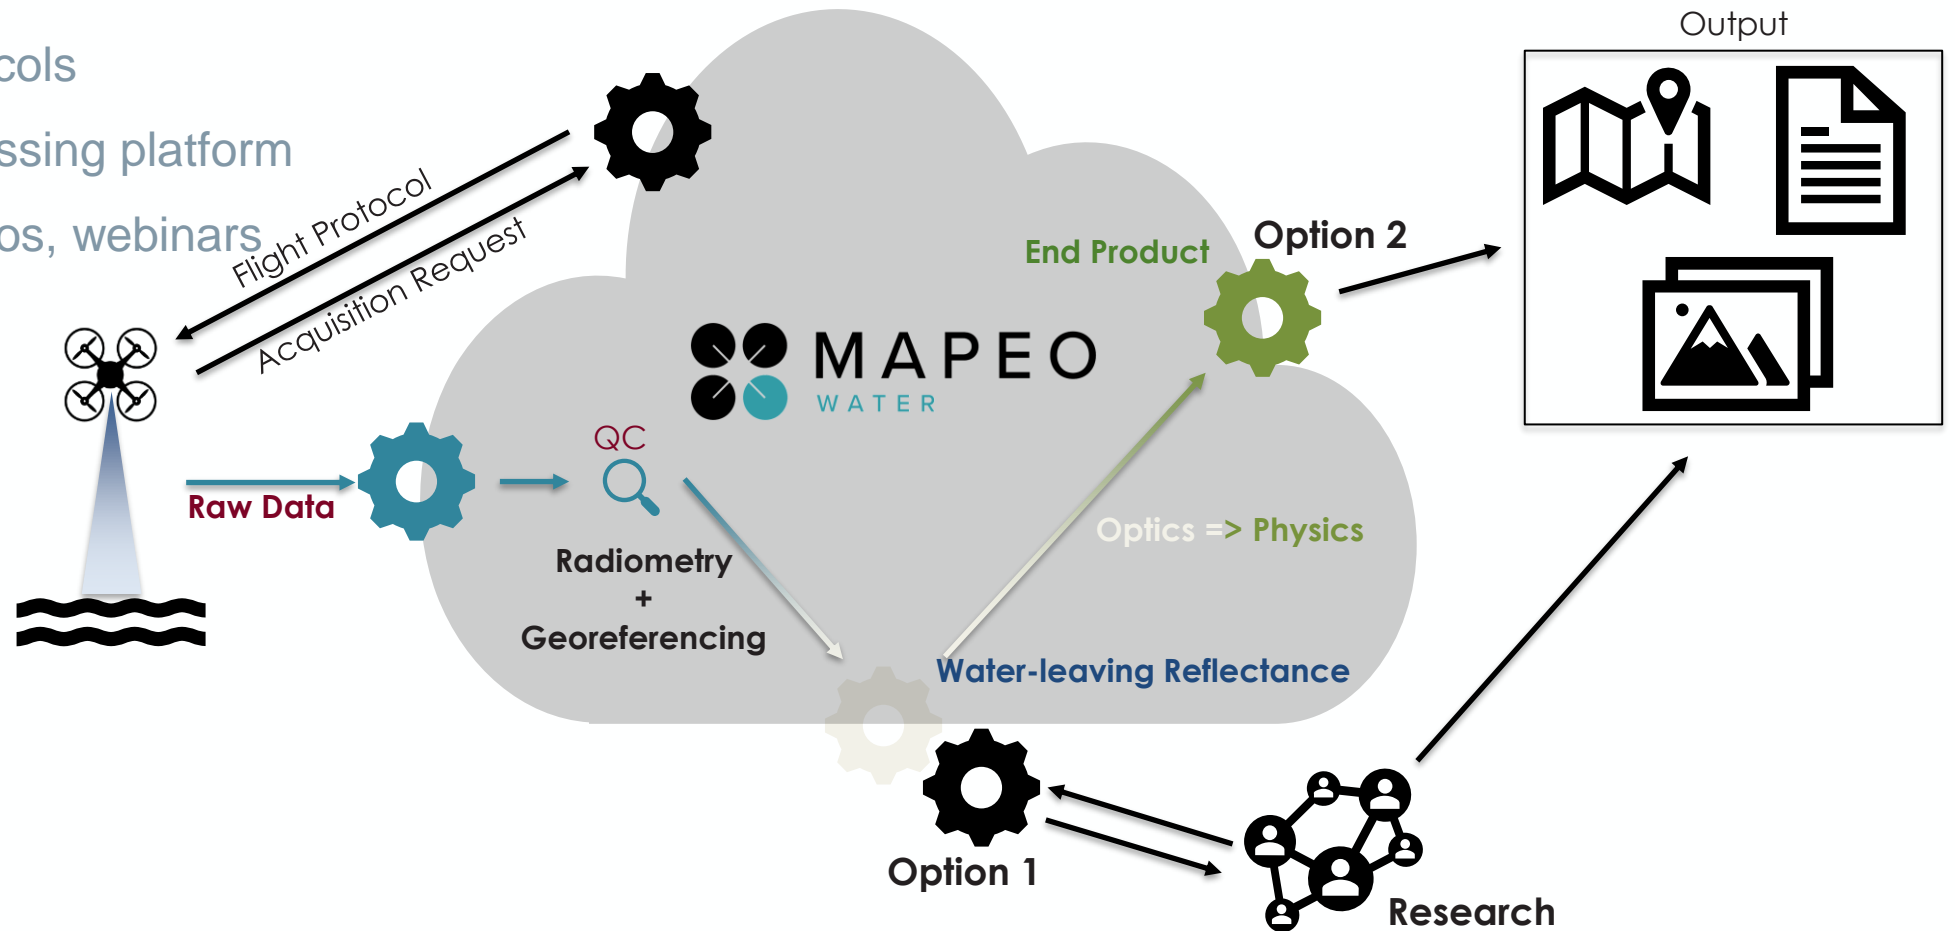 cols
ssing platform
os, webinars
Output
Flight Protocol
Acquisition Request
End Product
Option 2
MAPEO
WATER
QC
Raw Data
Optics => Physics
Radiometry
+
Georeferencing
Water-leaving Reflectance
Option 1
Research